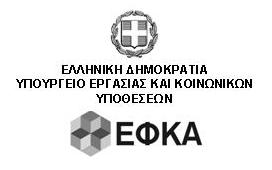 ΕΛΛΗΝΙΚΗ ΔΗΜΟΚΡΑΤΙΑ
ΥΠΟΥΡΓΕΙΟ ΕΡΓΑΣΙΑΣ ΚΑΙ ΚΟΙΝΩΝΙΚΩΝ
ΥΠΟΘΕΣΕΩΝ
ΕΦΚΑ